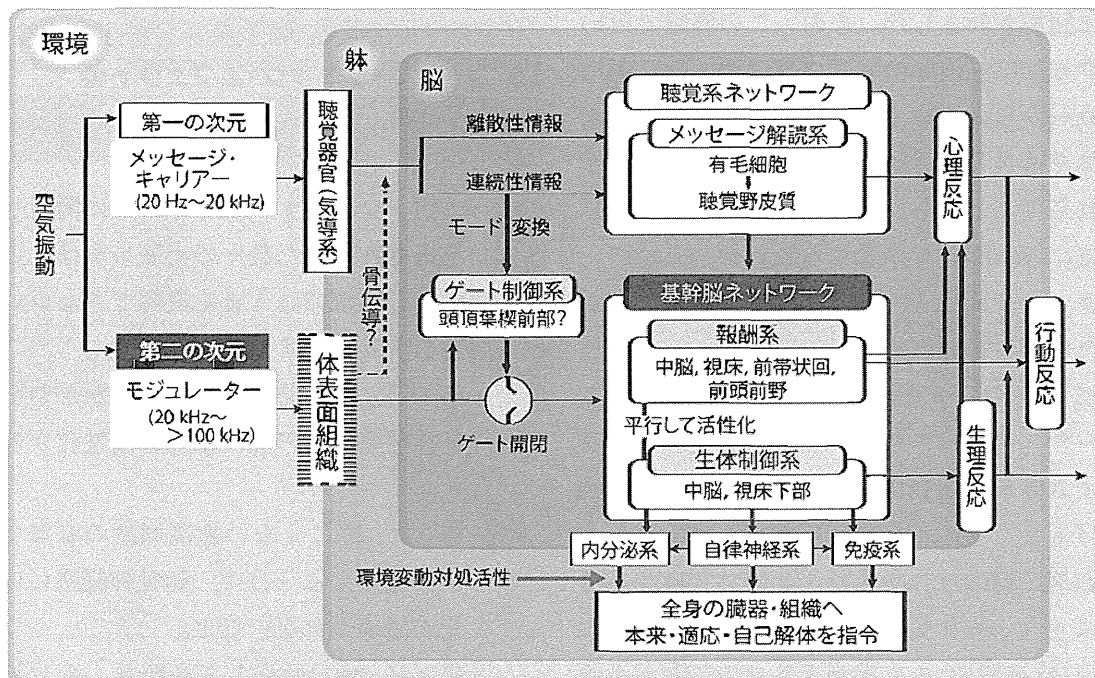 環境
躰
脳
空気振動
第一の次元
メッセージ・
キャリアー
(20 Hz～20 kHz)
聴覚器官(気導系)
離散性情報
連続性情報
モード変換
聴覚系ネットワーク
メッセージ解読系
有毛細胞
聴覚野皮質
心理反応
骨伝導?
ゲート制御系
頭頂葉楔前部?
ゲート開閉
基幹脳ネットワーク
報酬系
中脳, 視床, 前帯状回,
前頭前野
平行して活性化
生体制御系
中脳, 視床下部
行動反応
生理反応
第二の次元
モジュレーター
(20 kHz～
>100 kHz)
体表面組織
内分泌系
自律神経系
免疫系
環境変動対処活性
全身の臓器・組織へ
本来・適応・自己解体を指令